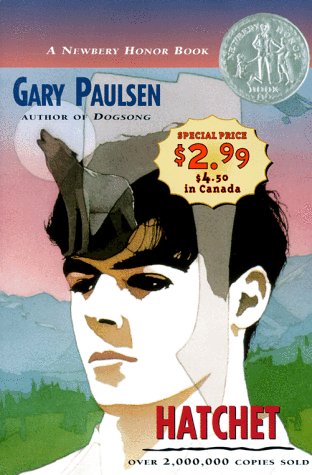 A NEWBERY HONOR BOOK
GARY PAULSEN
AUTHOR OF DOGSONG
SPECIAL PRICE
$2.99
$4.50
in Canada
HATCHET
OVER 2,000,000 COPIES SOLD